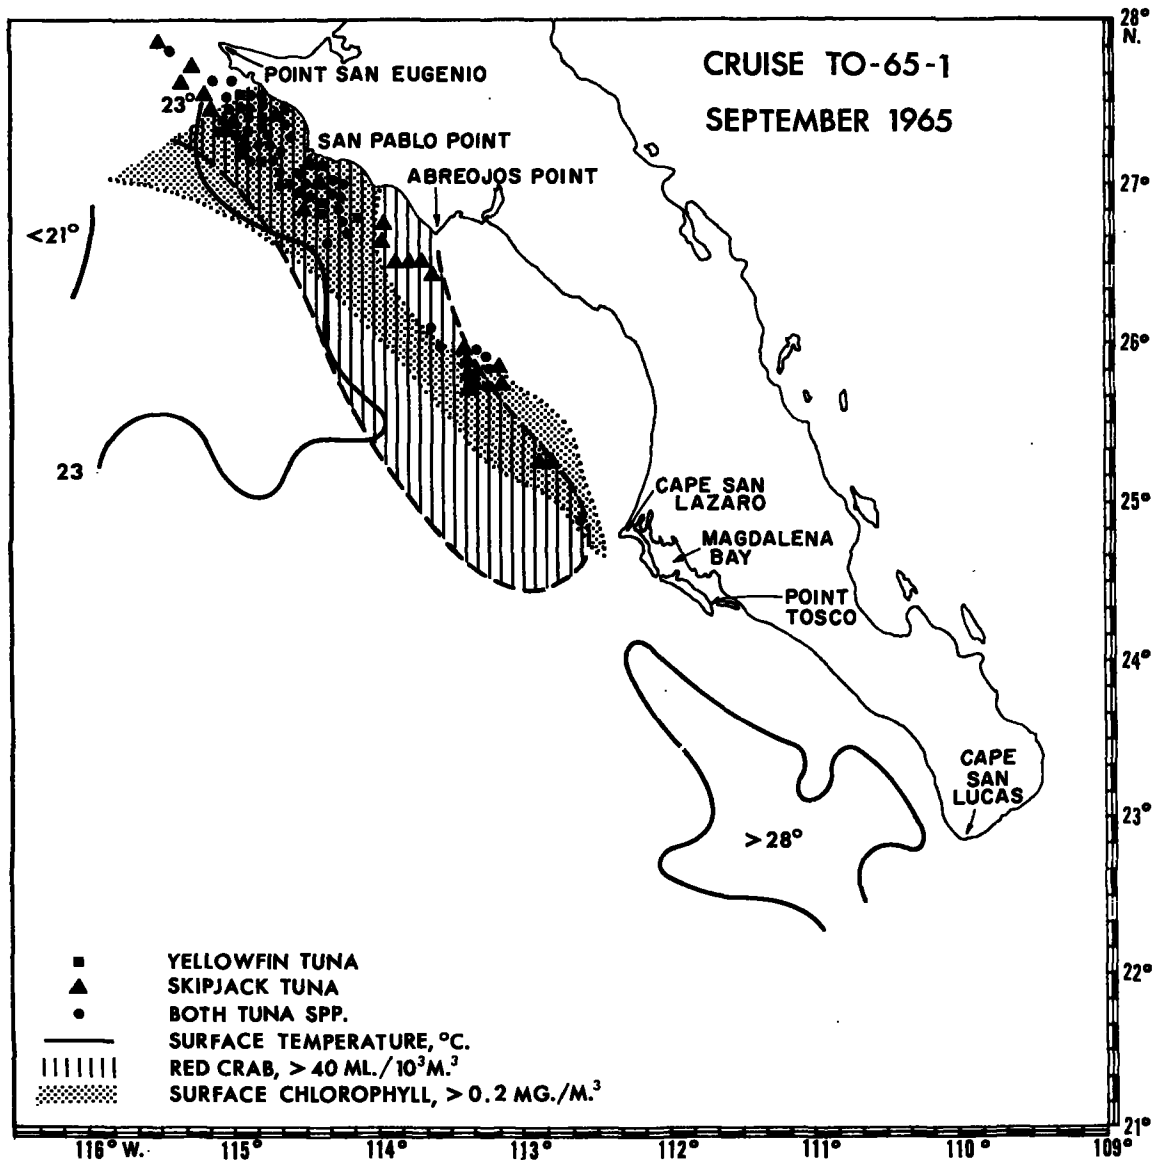 CRUISE TO-65-1
SEPTEMBER 1965
28°
N.
POINT SAN EUGENIO
23°
SAN PABLO POINT
ABREOJOS POINT
27°
<21°
26°
23
CAPE SAN
LAZARO
25°
MAGDALENA
BAY
POINT
TOSCO
24°
CAPE
SAN
LUCAS
23°
>28°
22°
YELLOWFIN TUNA
SKIPJACK TUNA
BOTH TUNA SPP.
SURFACE TEMPERATURE, °C.
RED CRAB, > 40 ML./10³M.³
SURFACE CHLOROPHYLL, > 0.2 MG./M.³
21°
116° W. 115° 114° 113° 112° 111° 110° 109°